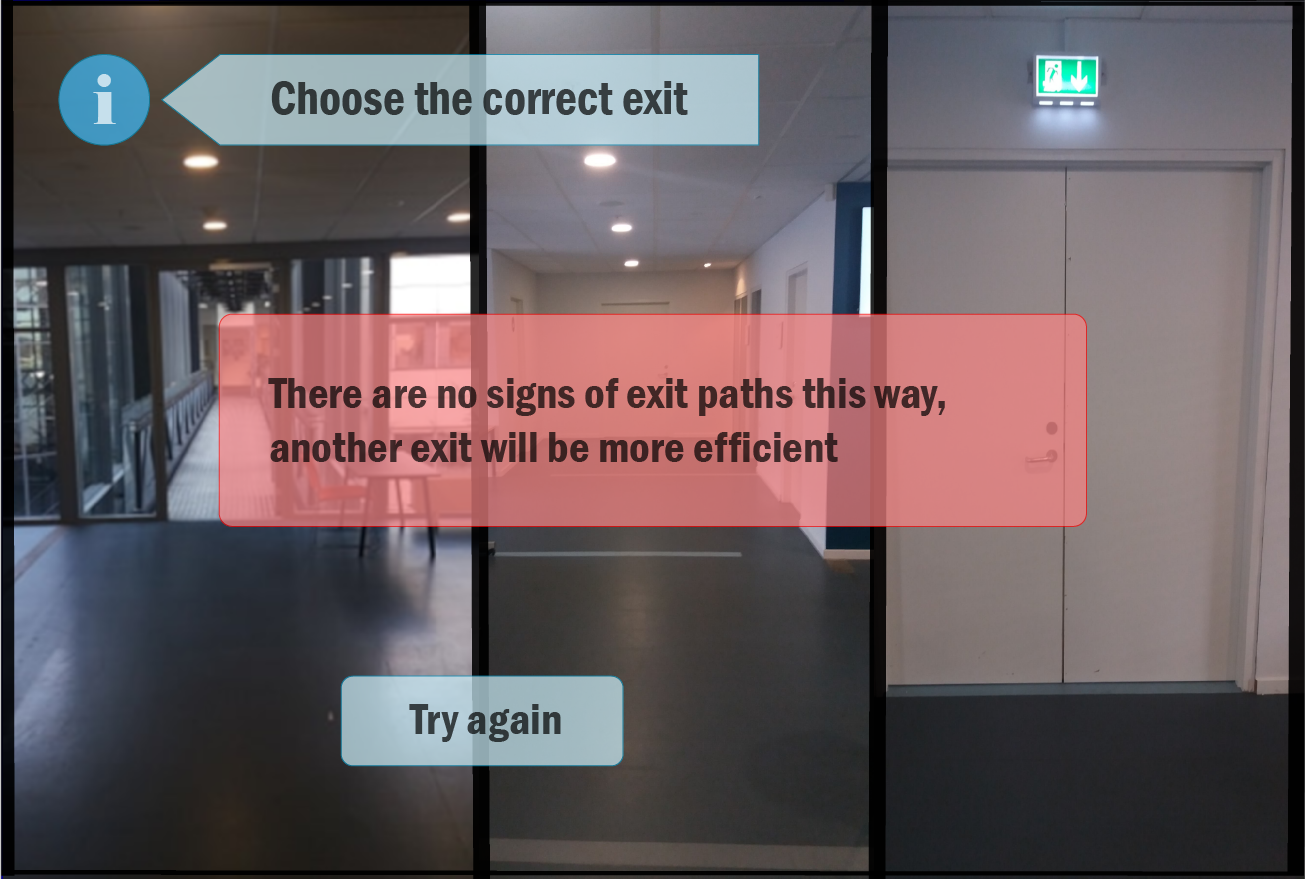 Choose the correct exit
There are no signs of exit paths this way,
another exit will be more efficient
Try again